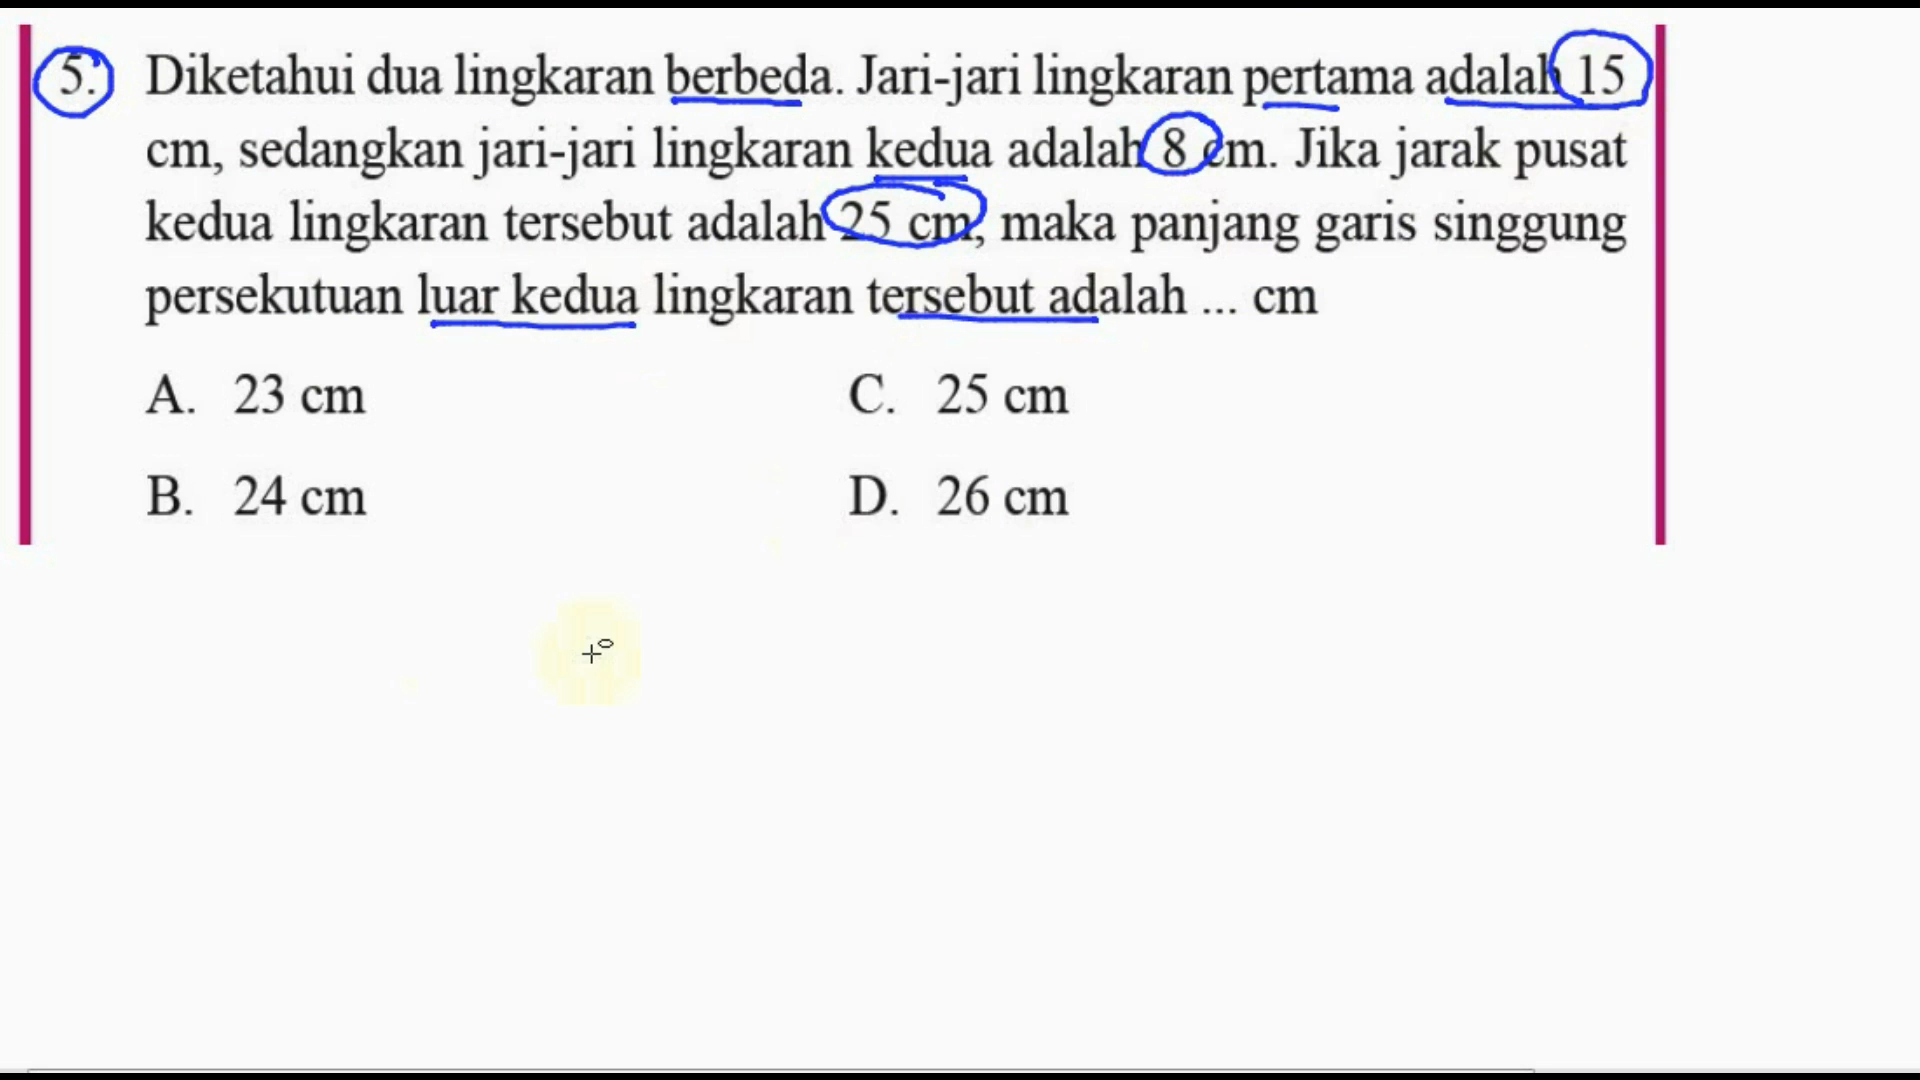 5. Diketahui dua lingkaran berbeda. Jari-jari lingkaran pertama adalah 15
cm, sedangkan jari-jari lingkaran kedua adalah 8 cm. Jika jarak pusat
kedua lingkaran tersebut adalah 25 cm, maka panjang garis singgung
persekutuan luar kedua lingkaran tersebut adalah ... cm
A. 23 cm
B. 24 cm
C. 25 cm
D. 26 cm